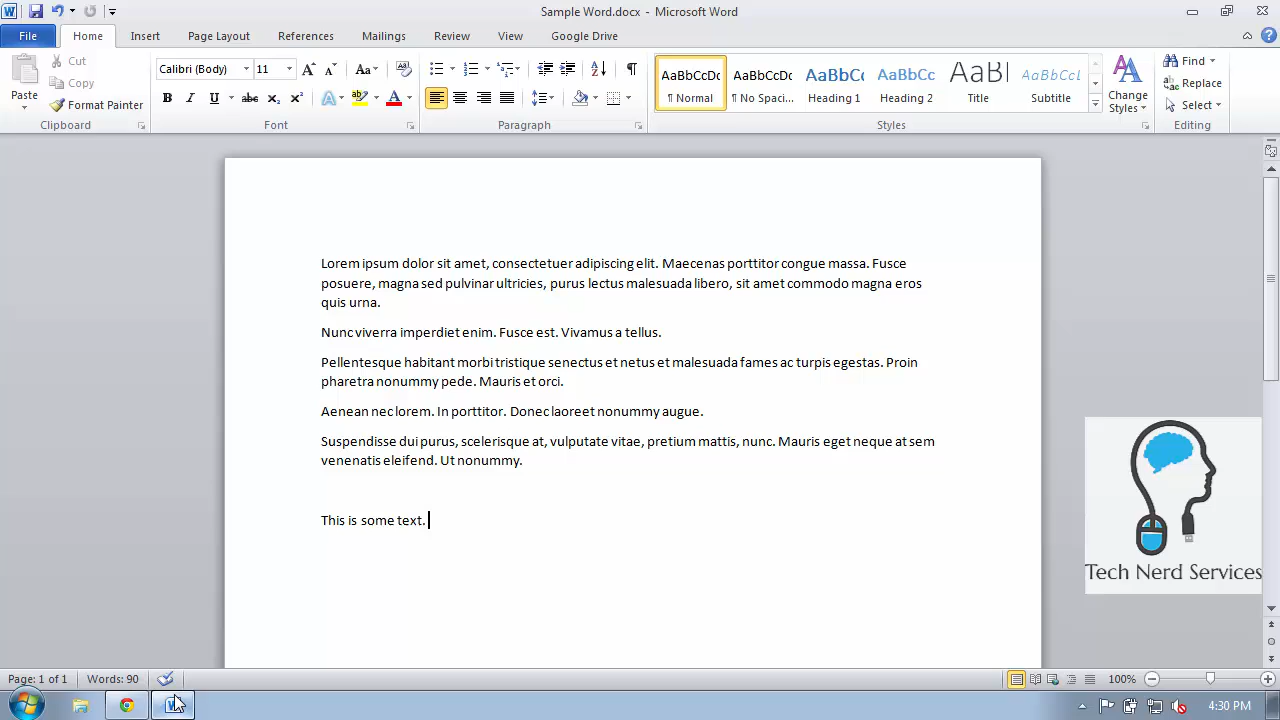 Sample Word.docx - Microsoft Word
File Home Insert Page Layout References Mailings Review View Google Drive
Paste
Cut
Copy
Format Painter
Clipboard
Calibri (Body) 11
Font
Paragraph
AaBbCcDc AaBbCcDc AaBbCc AaBbCc AaBl AaBbCcL
¶ Normal ¶ No Spaci... Heading 1 Heading 2 Title Subtitle
Change Styles
Styles
Find
Replace
Select
Editing
Lorem ipsum dolor sit amet, consectetuer adipiscing elit. Maecenas porttitor congue massa. Fusce
posuere, magna sed pulvinar ultricies, purus lectus malesuada libero, sit amet commodo magna eros
quis urna.
Nunc viverra imperdiet enim. Fusce est. Vivamus a tellus.
Pellentesque habitant morbi tristique senectus et netus et malesuada fames ac turpis egestas. Proin
pharetra nonummy pede. Mauris et orci.
Aenean nec lorem. In porttitor. Donec laoreet nonummy augue.
Suspendisse dui purus, scelerisque at, vulputate vitae, pretium mattis, nunc. Mauris eget neque at sem
venenatis eleifend. Ut nonummy.
This is some text.
Tech Nerd Services
Page: 1 of 1 Words: 90 100%
4:30 PM